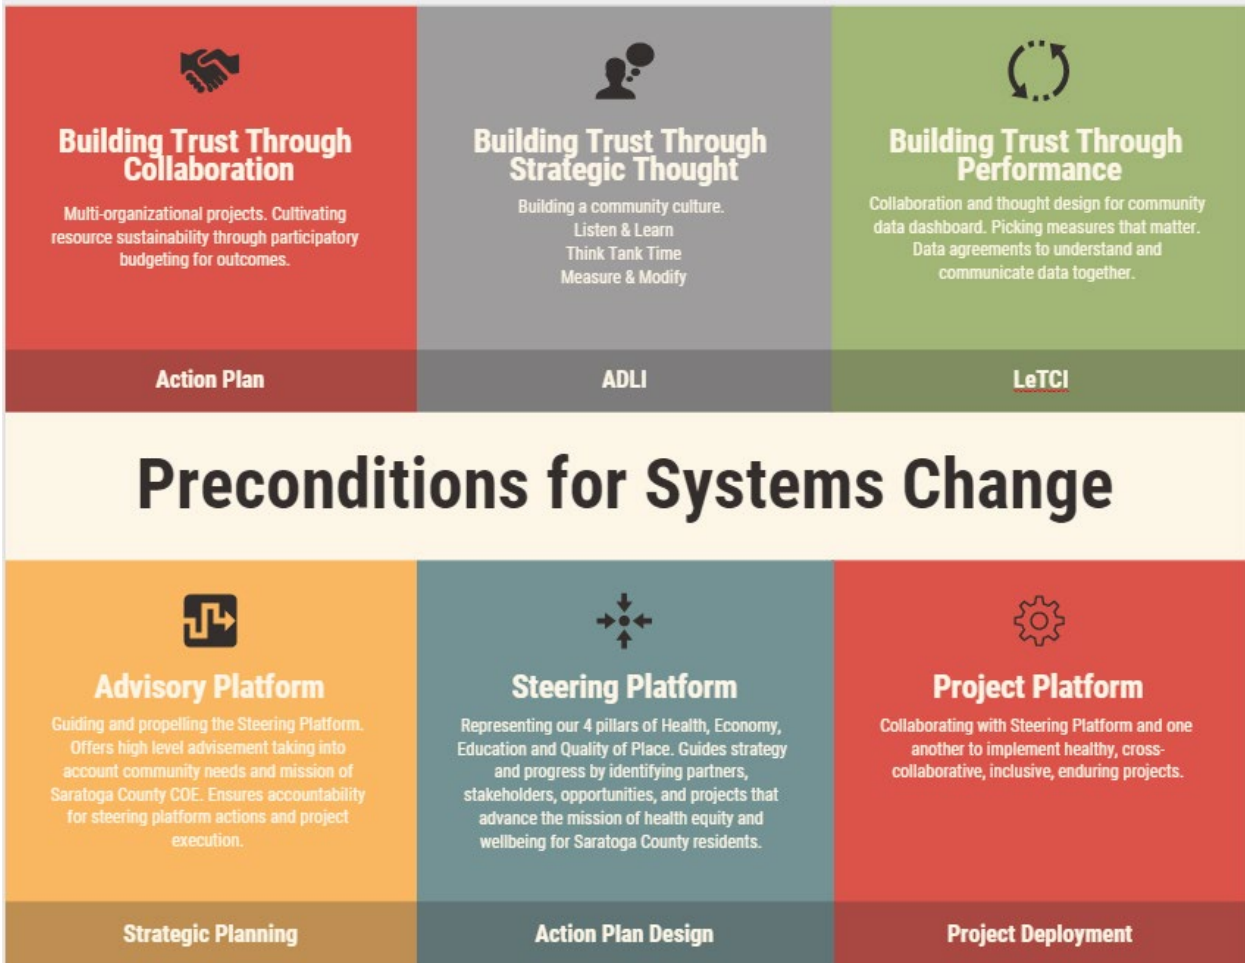 Building Trust Through
Collaboration
Multi-organizational projects. Cultivating
resource sustainability through participatory
budgeting for outcomes.
Action Plan
Building Trust Through
Strategic Thought
Building a community culture.
Listen & Learn
Think Tank Time
Measure & Modify
ADLI
Building Trust Through
Performance
Collaboration and thought design for community
data dashboard. Picking measures that matter.
Data agreements to understand and
communicate data together.
LeTCI
Preconditions for Systems Change
Advisory Platform
Guiding and propelling the Steering Platform.
Offers high level advisement taking into
account community needs and mission of
Saratoga County COE. Ensures accountability
for steering platform actions and project
execution.
Strategic Planning
Steering Platform
Representing our 4 pillars of Health, Economy,
Education and Quality of Place. Guides strategy
and progress by identifying partners,
stakeholders, opportunities, and projects that
advance the mission of health equity and
wellbeing for Saratoga County residents.
Action Plan Design
Project Platform
Collaborating with Steering Platform and one
another to implement healthy, cross-
collaborative, inclusive, enduring projects.
Project Deployment